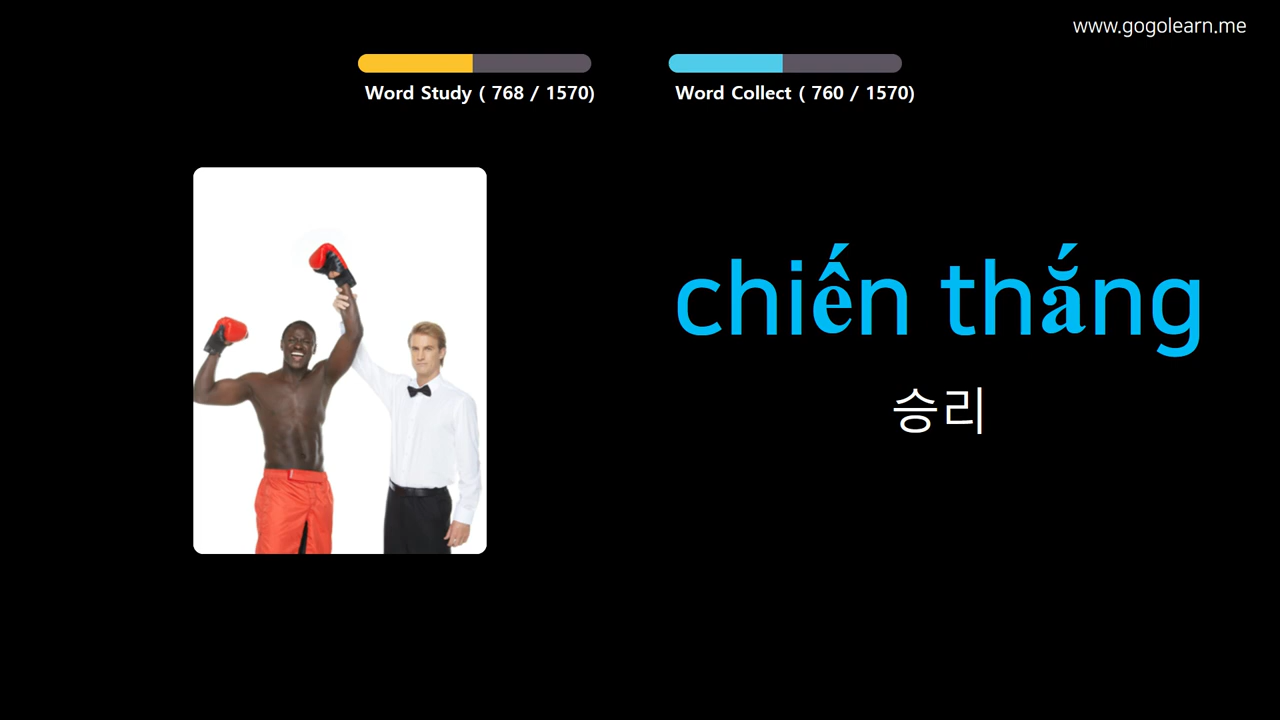 www.gogolearn.me
Word Study ( 768 / 1570)
Word Collect ( 760 / 1570)
chiến thắng
승리